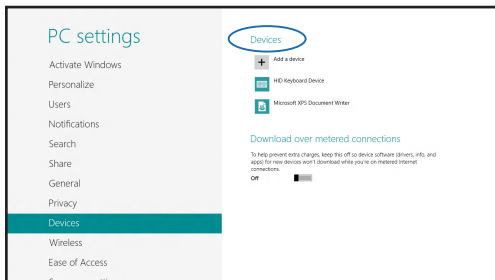 PC settings
Activate Windows
Personalize
Users
Notifications
Search
Share
General
Privacy
Devices
Wireless
Ease of Access
Devices
Add a device
HID Keyboard Device
Microsoft XPS Document Writer
Download over metered connections
To help prevent extra charges, keep this off so device software (drivers, info, and
apps) for new devices won't download while you're on metered Internet
connections.
Off